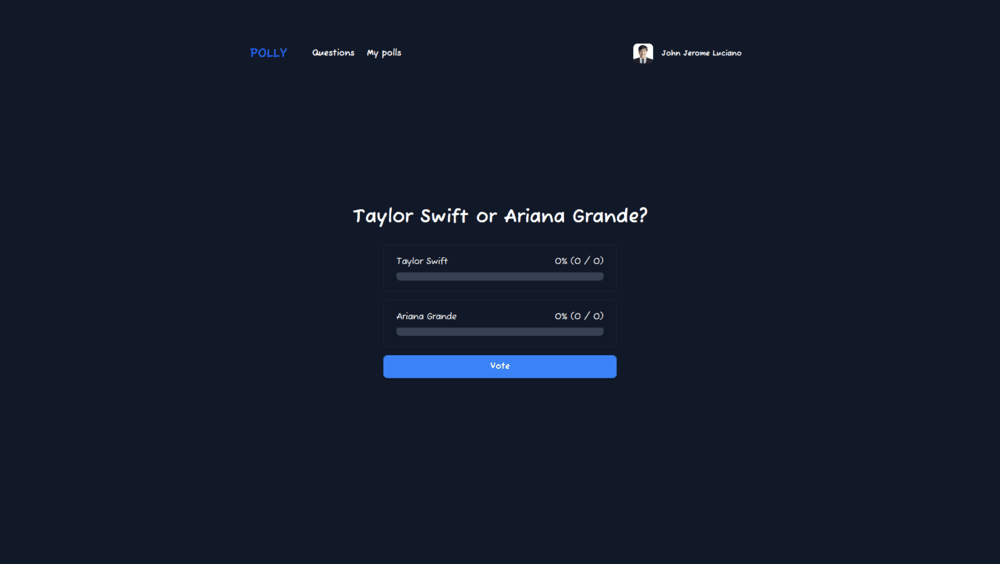 POLLY Questions My polls John Jerome Luciano
Taylor Swift or Ariana Grande?
Taylor Swift 0% (0 / 0)
Ariana Grande 0% (0 / 0)
Vote